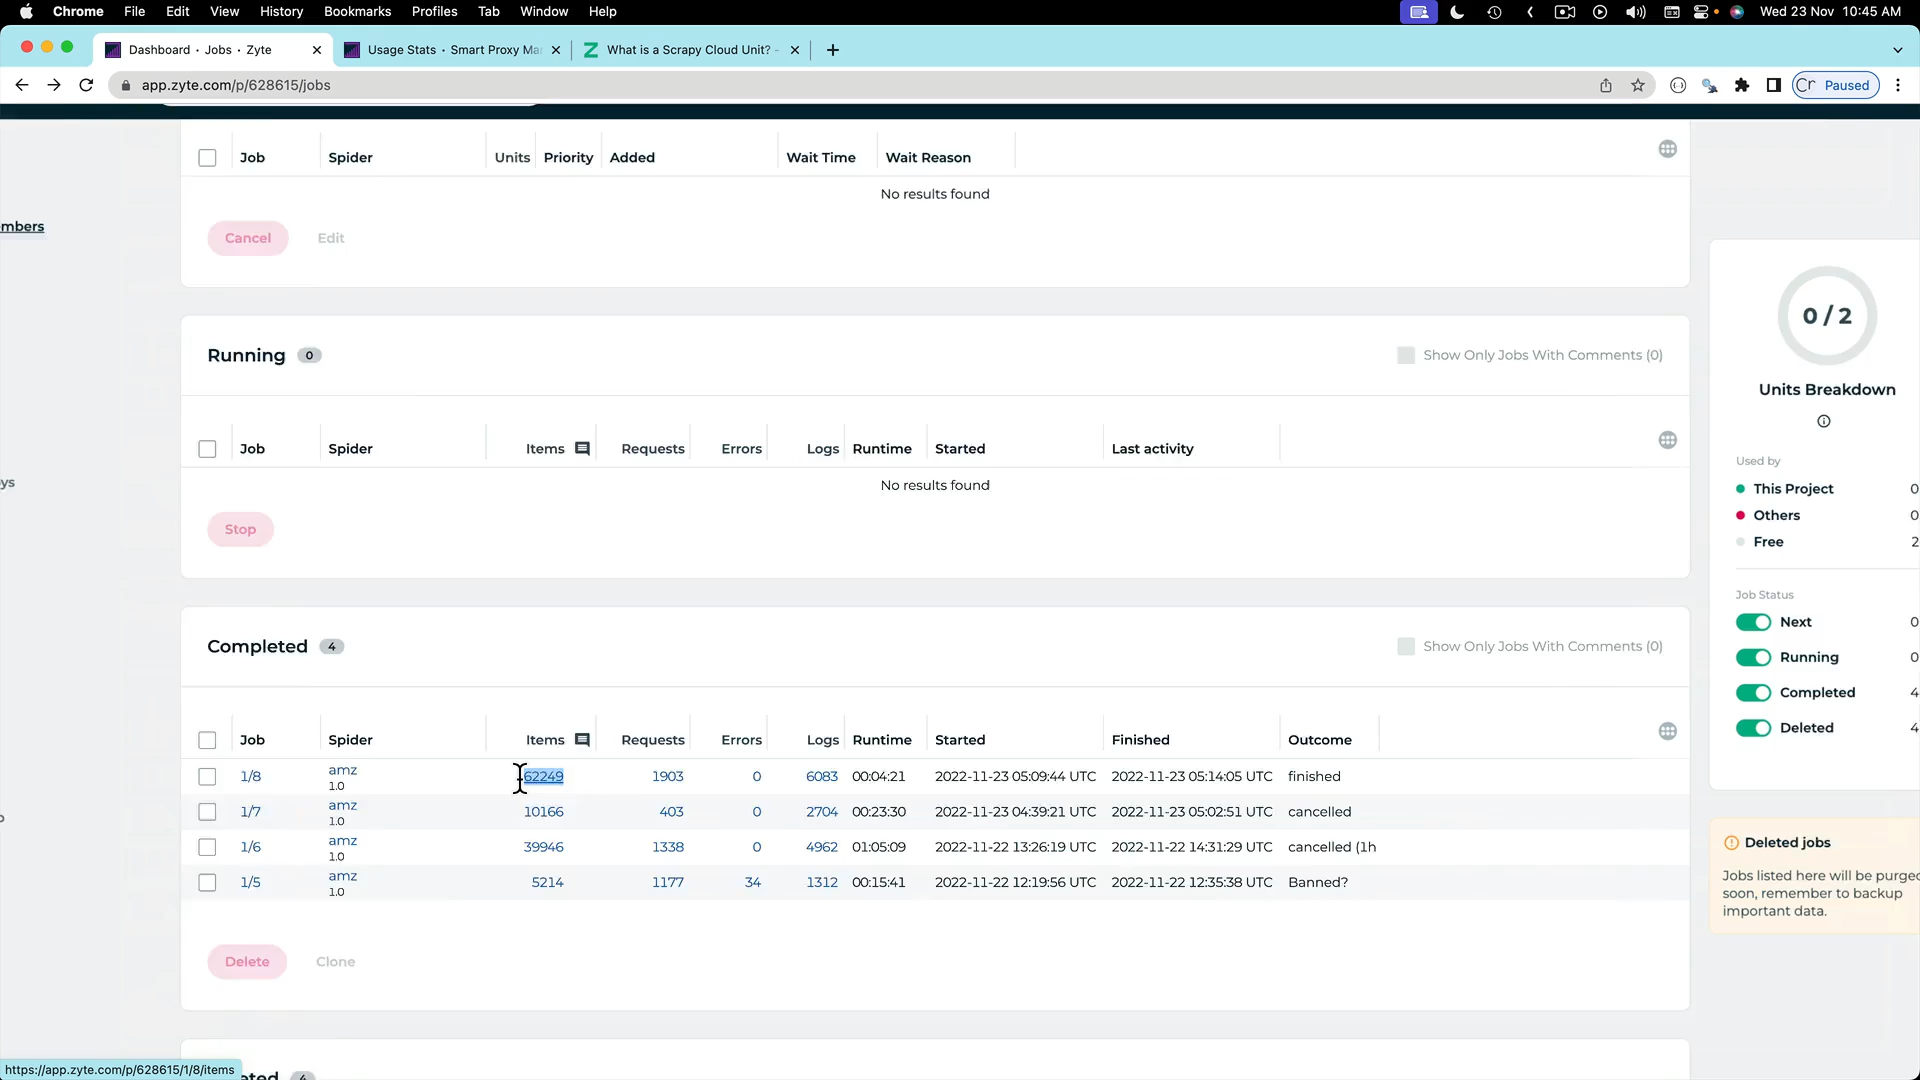 Chrome File Edit View History Bookmarks Profiles Tab Window Help Wed 23 Nov 10:45 AM
Dashboard · Jobs · Zyte Usage Stats · Smart Proxy Ma What is a Scrapy Cloud Unit? -
app.zyte.com/p/628615/jobs Paused
Job Spider Units Priority Added Wait Time Wait Reason
No results found
Cancel Edit
mbers
Running 0 Show Only Jobs With Comments (0)
Job Spider Items Requests Errors Logs Runtime Started Last activity
No results found
ys
Stop
Completed 4 Show Only Jobs With Comments (0)
Job Spider Items Requests Errors Logs Runtime Started Finished Outcome
1/8 amz 62249 1903 0 6083 00:04:21 2022-11-23 05:09:44 UTC 2022-11-23 05:14:05 UTC finished
1.0
1/7 amz 10166 403 0 2704 00:23:30 2022-11-23 04:39:21 UTC 2022-11-23 05:02:51 UTC cancelled
1.0
1/6 amz 39946 1338 0 4962 01:05:09 2022-11-22 13:26:19 UTC 2022-11-22 14:31:29 UTC cancelled (1h
1.0
1/5 amz 5214 1177 34 1312 00:15:41 2022-11-22 12:19:56 UTC 2022-11-22 12:35:38 UTC Banned?
1.0
Delete Clone
0 / 2
Units Breakdown
Used by
This Project 0
Others 0
Free 2
Job Status
Next 0
Running 0
Completed 4
Deleted 4
Deleted jobs
Jobs listed here will be purged
soon, remember to backup
important data.
eted 4
https://app.zyte.com/p/628615/1/8/items